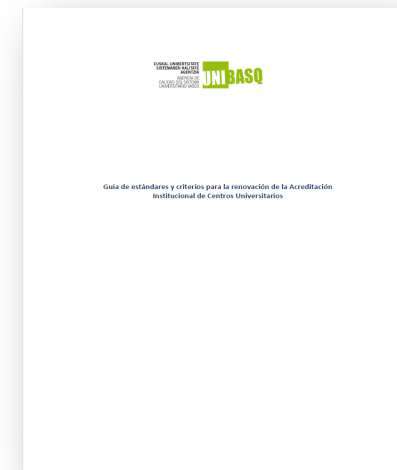 EUSKAL UNIBERTSITATE
SISTEMAREN KALITATE
AGENTZIA
AGENCIA DE
CALIDAD DEL SISTEMA
UNIVERSITARIO VASCO
UNIBASQ
Guía de estándares y criterios para la renovación de la Acreditación
Institucional de Centros Universitarios